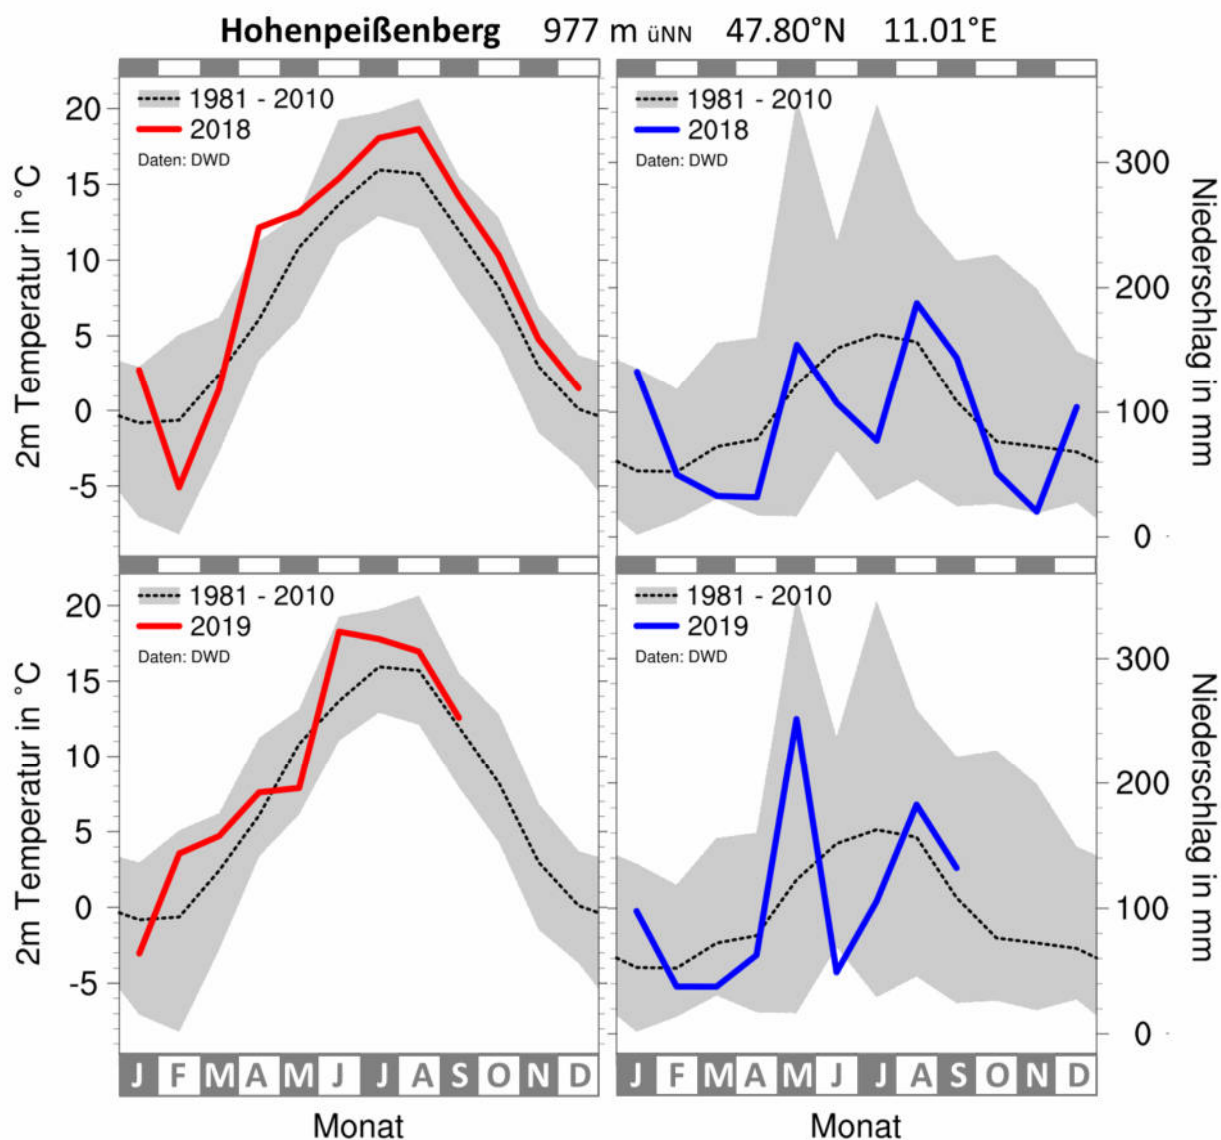 Hohenpeißenberg 977 m üNN 47.80°N 11.01°E
1981 - 2010
2018
Daten: DWD
20
15
10
5
0
-5
2m Temperatur in °C
1981 - 2010
2018
Daten: DWD
300
200
100
0
Niederschlag in mm
1981 - 2010
2019
Daten: DWD
20
15
10
5
0
-5
2m Temperatur in °C
J F M A M J J A S O N D
Monat
1981 - 2010
2019
Daten: DWD
300
200
100
0
Niederschlag in mm
J F M A M J J A S O N D
Monat